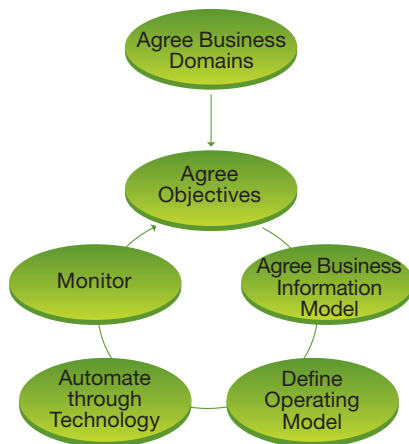 Agree Business
Domains
Agree
Objectives
Agree Business
Information
Model
Define
Operating
Model
Automate
through
Technology
Monitor